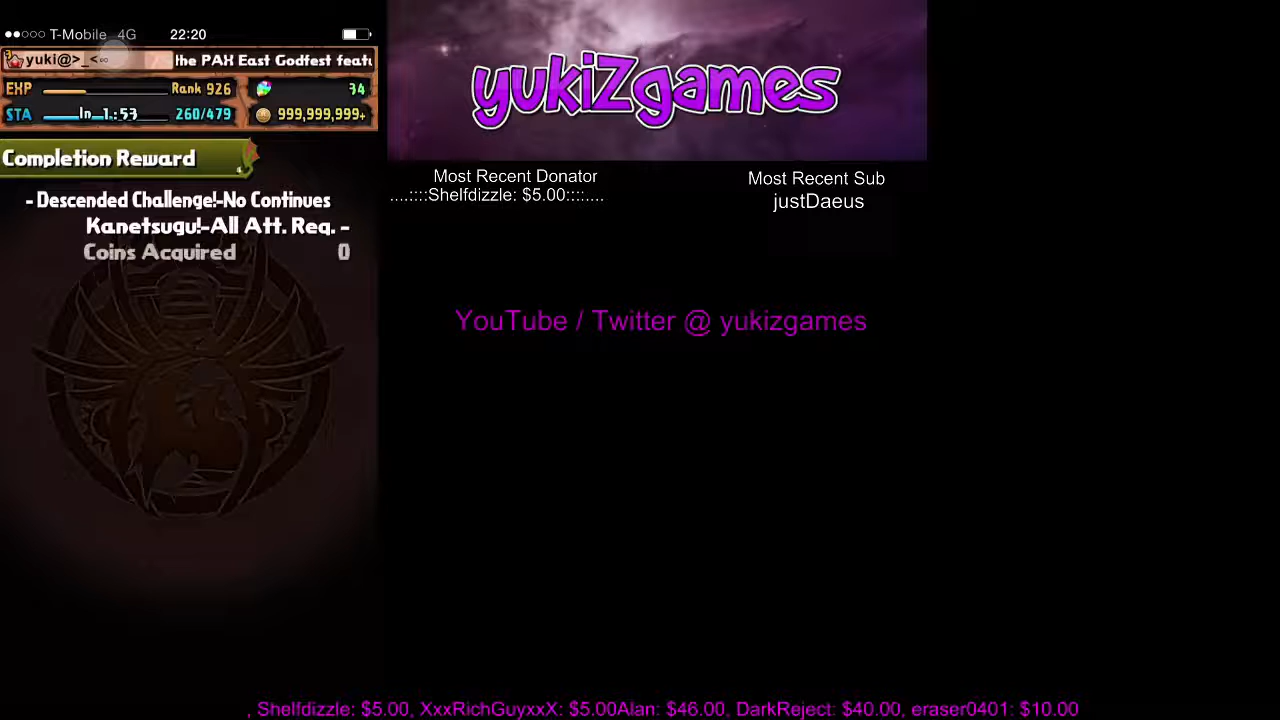 T-Mobile 4G 22:20
yuki@>_<∞ the PAX East Godfest featu
EXP Rank 926 74
STA In 1:53 260/479 999,999,999+
Completion Reward
- Descended Challenge!-No Continues
Kanetsugu!-All Att. Req. -
Coins Acquired 0
yukiZgames
Most Recent Donator
....::::Shelfdizzle: $5.00::::....
Most Recent Sub
justDaeus
YouTube / Twitter @ yukizgames
, Shelfdizzle: $5.00, XxxRichGuyxxX: $5.00Alan: $46.00, DarkReject: $40.00, eraser0401: $10.00